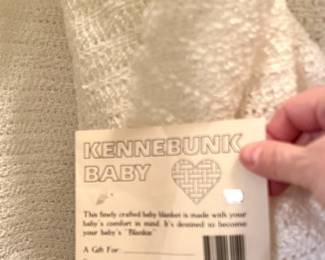 KENNEBUNK
BABY
This finely crafted baby blanket is made with your
baby's comfort in mind. It's destined to become
your baby's "Blankie"
A Gift For